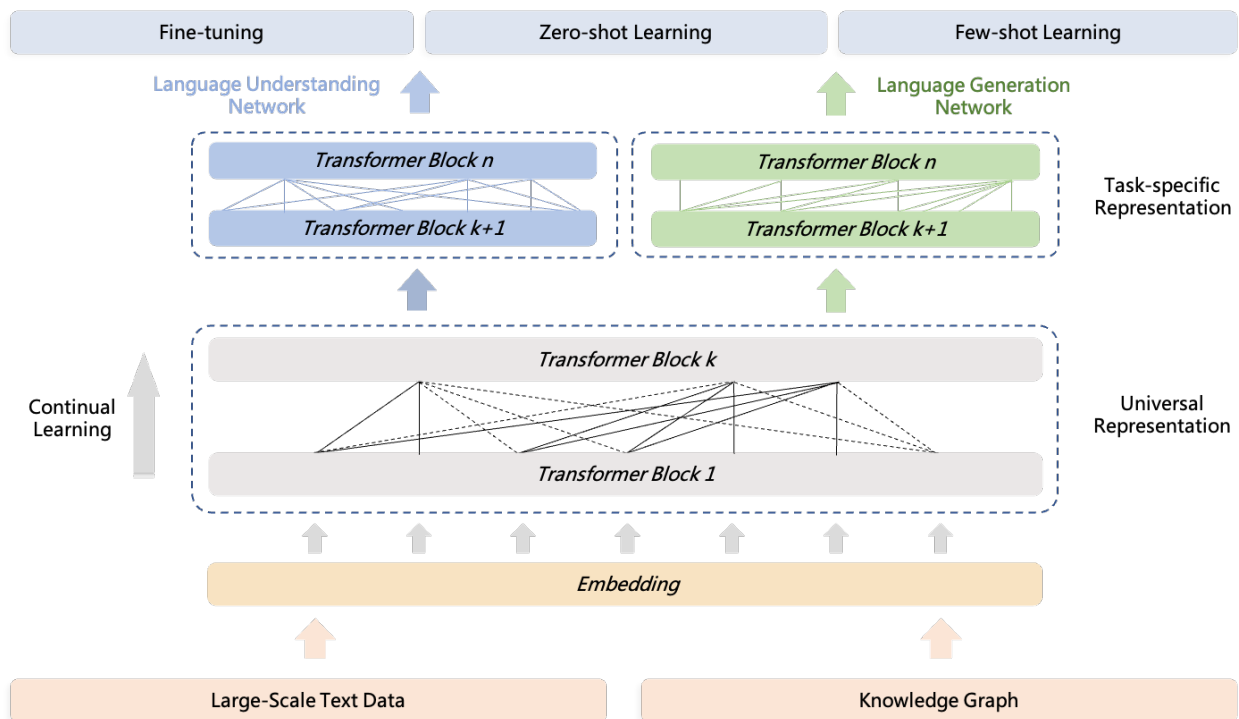 Fine-tuning
Zero-shot Learning
Few-shot Learning
Language Understanding
Network
Language Generation
Network
Transformer Block n
Transformer Block n
Transformer Block k+1
Transformer Block k+1
Task-specific
Representation
Transformer Block k
Continual
Learning
Universal
Representation
Transformer Block 1
Embedding
Large-Scale Text Data
Knowledge Graph